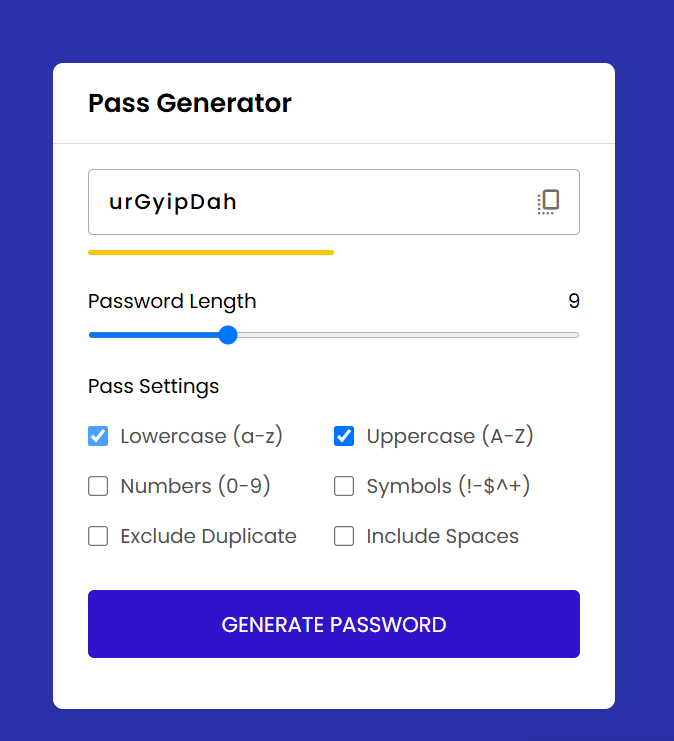 Pass Generator
urGyipDah
Password Length 9
Pass Settings
Lowercase (a-z) Uppercase (A-Z)
Numbers (0-9) Symbols (!-$^+)
Exclude Duplicate Include Spaces
GENERATE PASSWORD